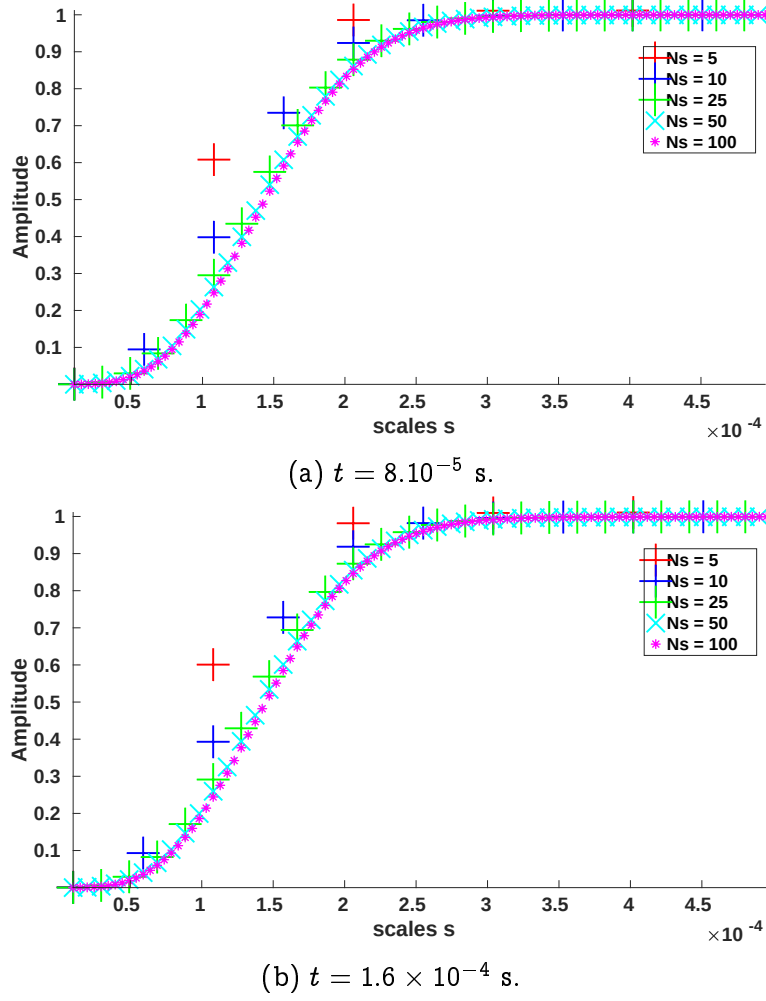 1
0.9
0.8
0.7
0.6
0.5
0.4
0.3
0.2
0.1
Amplitude
Ns = 5
Ns = 10
Ns = 25
Ns = 50
Ns = 100
0.5 1 1.5 2 2.5 3 3.5 4 4.5
scales s
×10 -4
(a) t = 8.10⁻⁵ s.
1
0.9
0.8
0.7
0.6
0.5
0.4
0.3
0.2
0.1
Amplitude
Ns = 5
Ns = 10
Ns = 25
Ns = 50
Ns = 100
0.5 1 1.5 2 2.5 3 3.5 4 4.5
scales s
×10 -4
(b) t = 1.6 × 10⁻⁴ s.